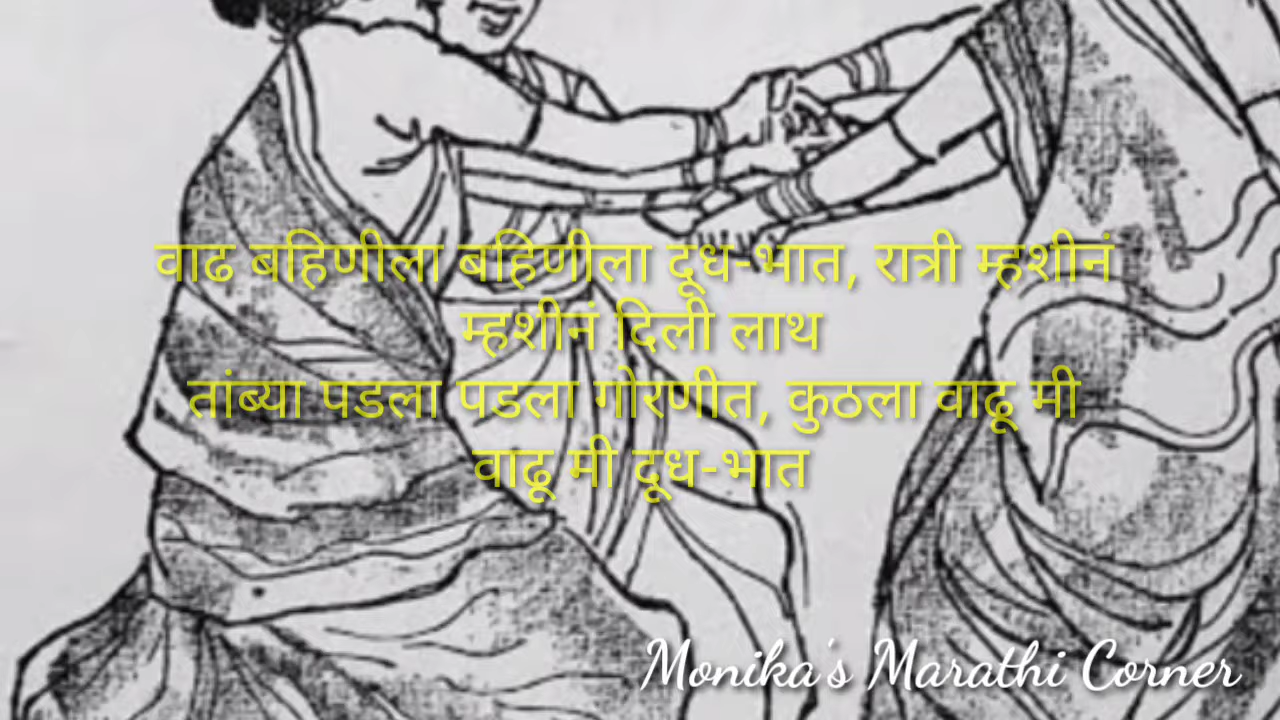 वाढ बहिणीला बहिणीला दूध-भात, रात्री म्हशीनं
म्हशीनं दिली लाथ
तांब्या पडला पडला गोरणीत, कुठला वाढू मी
वाढू मी दूध-भात
Monika's Marathi Corner